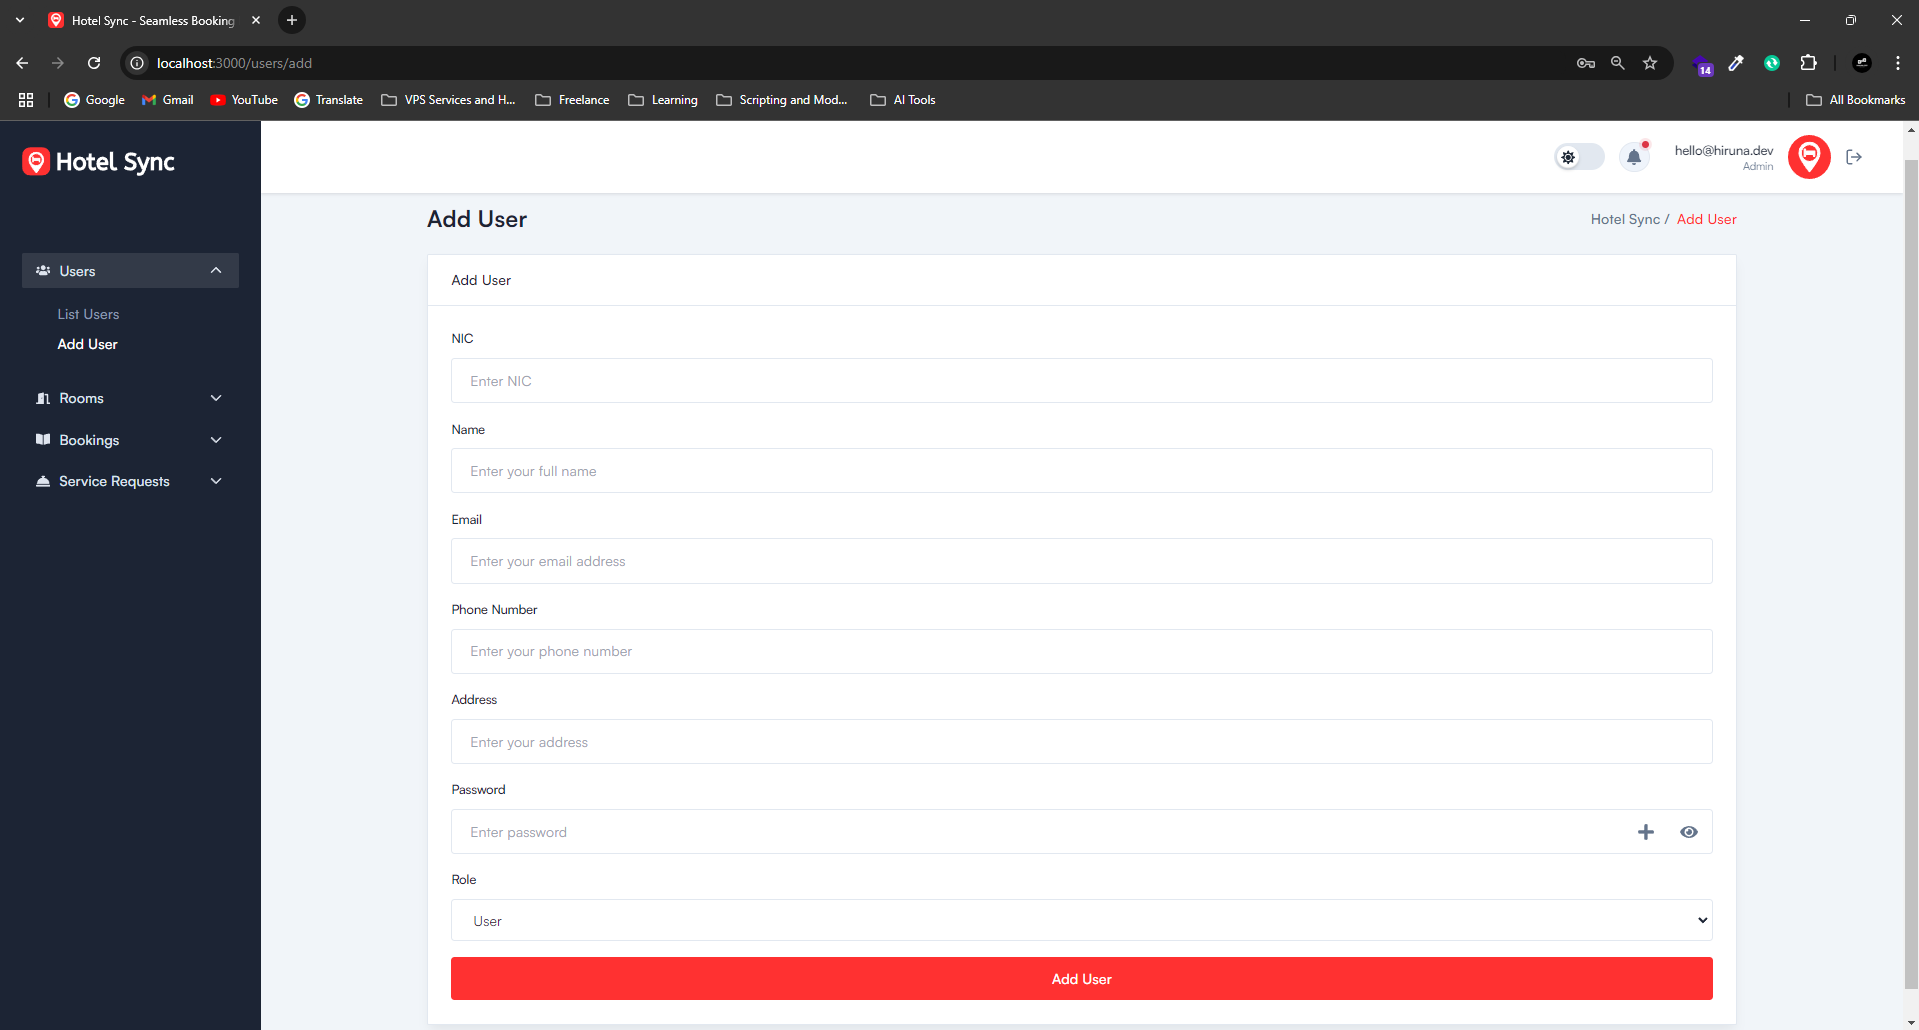 Hotel Sync - Seamless Booking
localhost:3000/users/add
14
Google Gmail YouTube Translate VPS Services and H... Freelance Learning Scripting and Mod... AI Tools All Bookmarks
Hotel Sync
hello@hiruna.dev
Admin
Users
List Users
Add User
Rooms
Bookings
Service Requests
Add User
Hotel Sync / Add User
Add User
NIC
Enter NIC
Name
Enter your full name
Email
Enter your email address
Phone Number
Enter your phone number
Address
Enter your address
Password
Enter password
Role
User
Add User